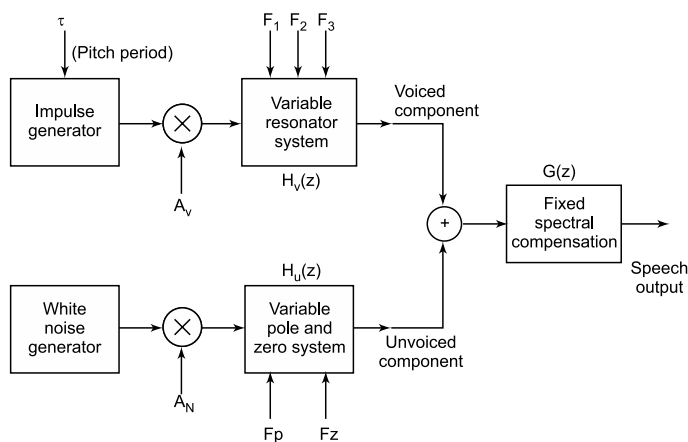 τ
(Pitch period)
F1 F2 F3
Impulse
generator
×
Av
Variable
resonator
system
Hv(z)
Voiced
component
+
G(z)
Fixed
spectral
compensation
Speech
output
White
noise
generator
×
AN
Hu(z)
Variable
pole and
zero system
Fp Fz
Unvoiced
component